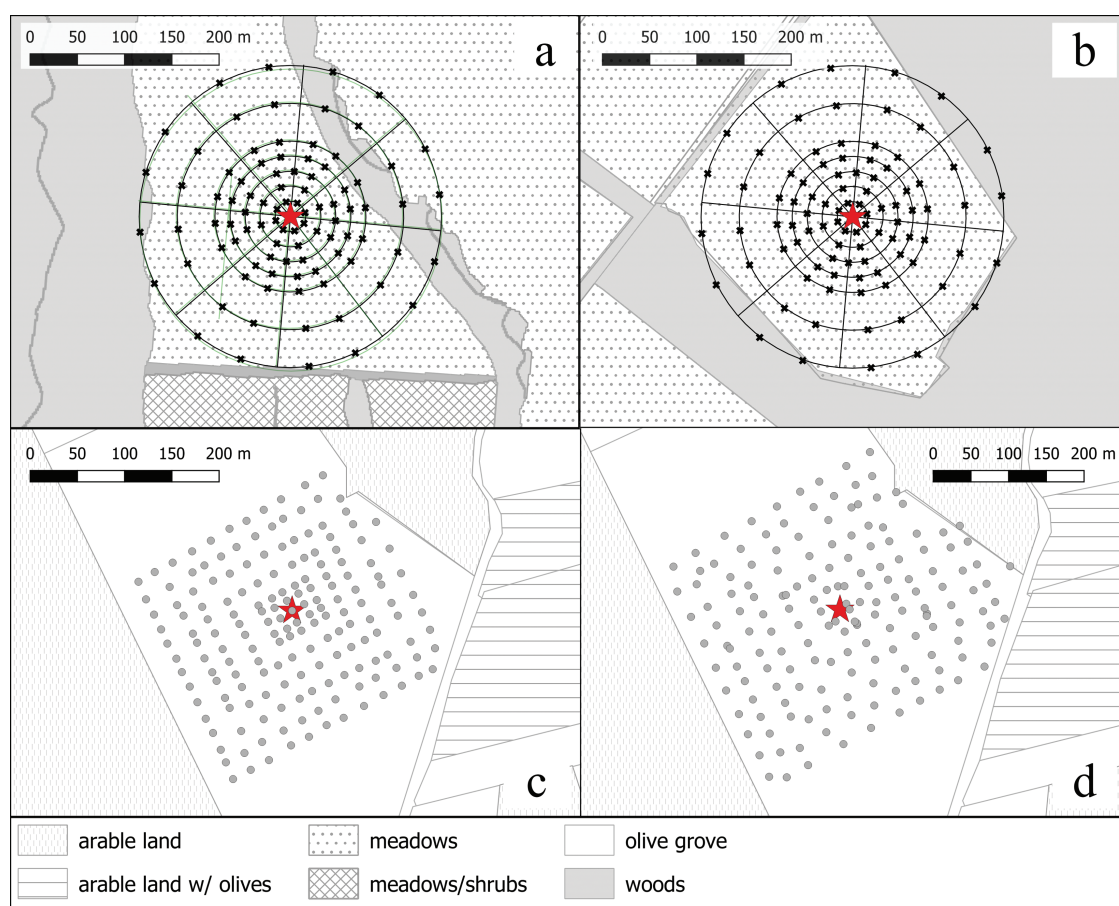 0 50 100 150 200 m
a
0 50 100 150 200 m
b
0 50 100 150 200 m
c
0 50 100 150 200 m
d
arable land
meadows
olive grove
arable land w/ olives
meadows/shrubs
woods